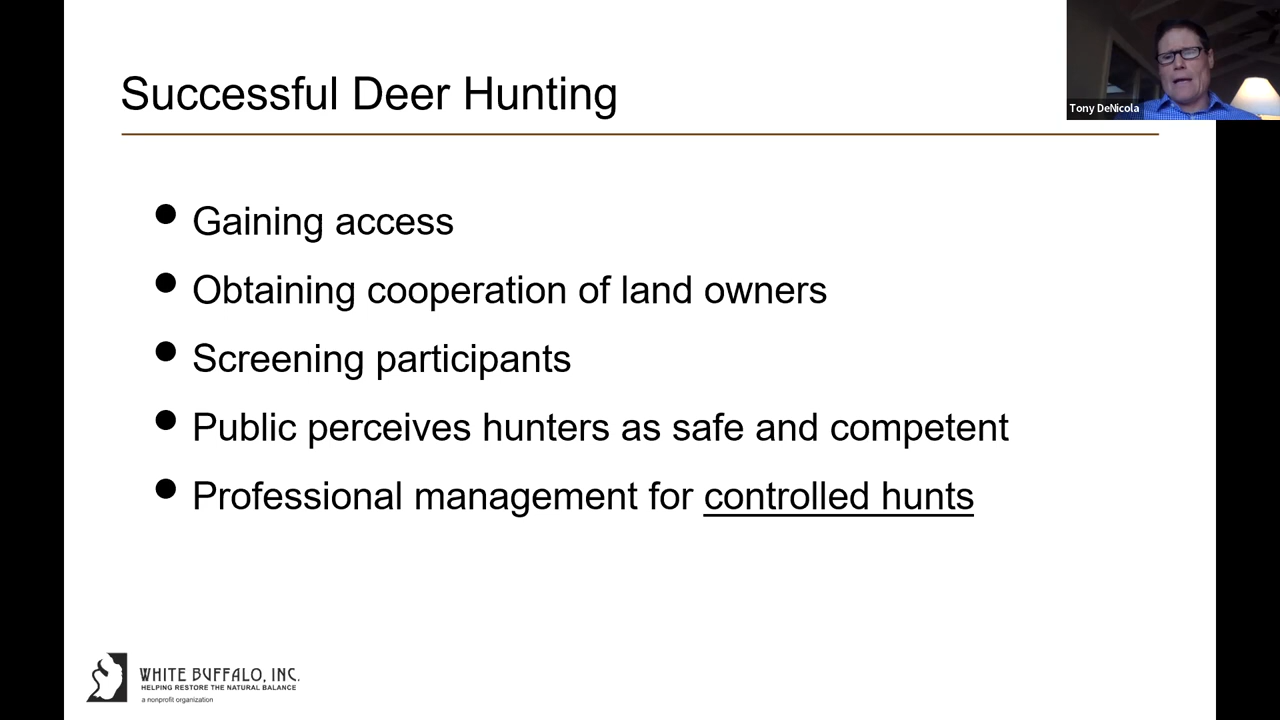 Successful Deer Hunting
Tony DeNicola
Gaining access
Obtaining cooperation of land owners
Screening participants
Public perceives hunters as safe and competent
Professional management for controlled hunts
WHITE BUFFALO, INC.
HELPING RESTORE THE NATURAL BALANCE
a nonprofit organization